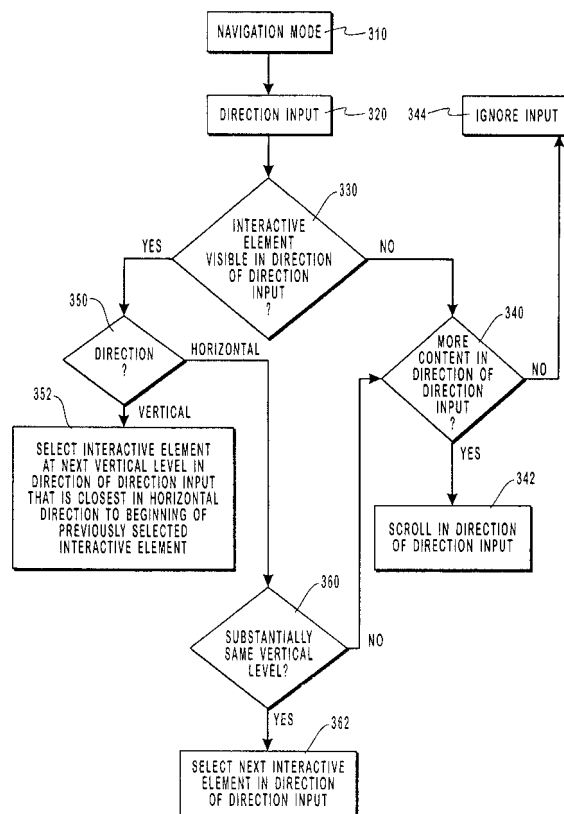 NAVIGATION MODE
310
DIRECTION INPUT
320
344
IGNORE INPUT
330
INTERACTIVE
ELEMENT
VISIBLE IN DIRECTION
OF DIRECTION
INPUT
?
YES
NO
350
DIRECTION
?
HORIZONTAL
VERTICAL
340
MORE
CONTENT IN
DIRECTION OF
DIRECTION
INPUT
?
NO
YES
352
SELECT INTERACTIVE ELEMENT
AT NEXT VERTICAL LEVEL IN
DIRECTION OF DIRECTION INPUT
THAT IS CLOSEST IN HORIZONTAL
DIRECTION TO BEGINNING OF
PREVIOUSLY SELECTED
INTERACTIVE ELEMENT
342
SCROLL IN DIRECTION
OF DIRECTION INPUT
360
SUBSTANTIALLY
SAME VERTICAL
LEVEL?
NO
YES
362
SELECT NEXT INTERACTIVE
ELEMENT IN DIRECTION
OF DIRECTION INPUT